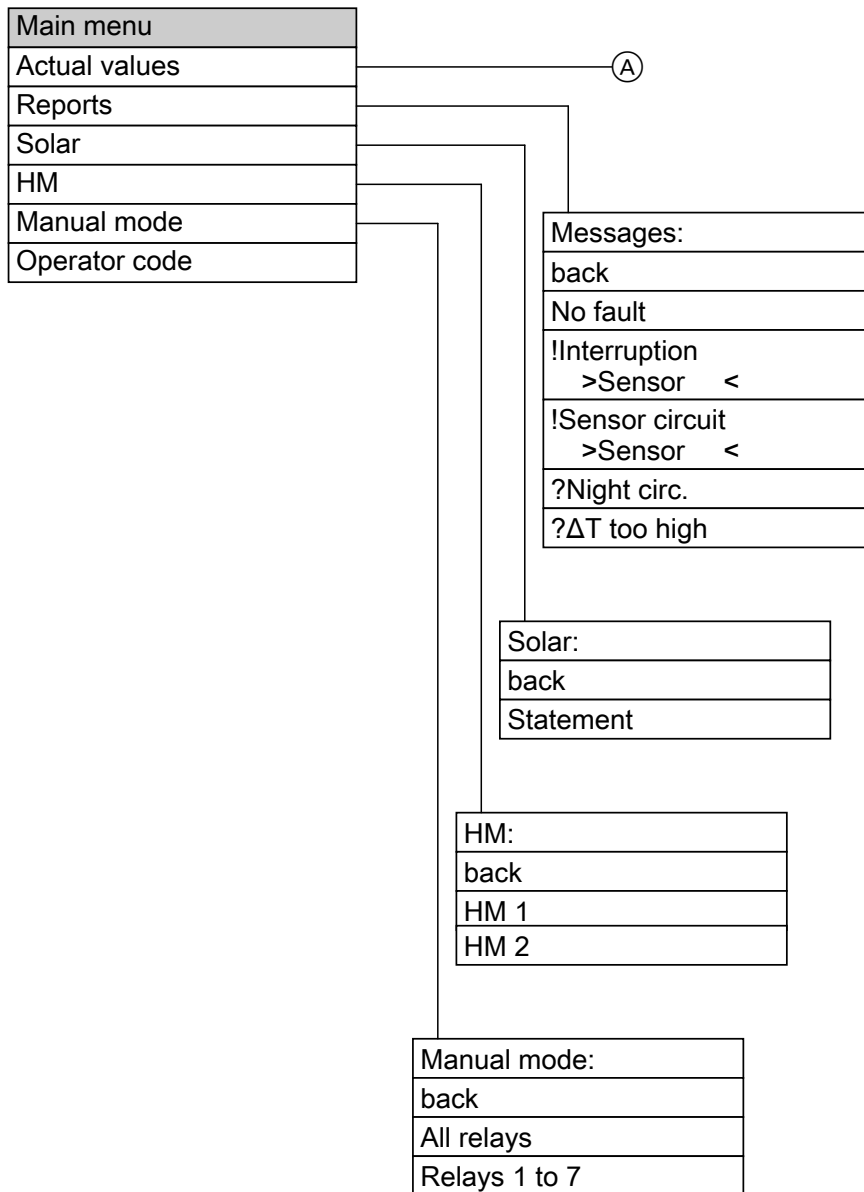 Main menu
Actual values
A
Reports
Solar
HM
Manual mode
Operator code
Messages:
back
No fault
!Interruption
>Sensor <
!Sensor circuit
>Sensor <
?Night circ.
?ΔT too high
Solar:
back
Statement
HM:
back
HM 1
HM 2
Manual mode:
back
All relays
Relays 1 to 7